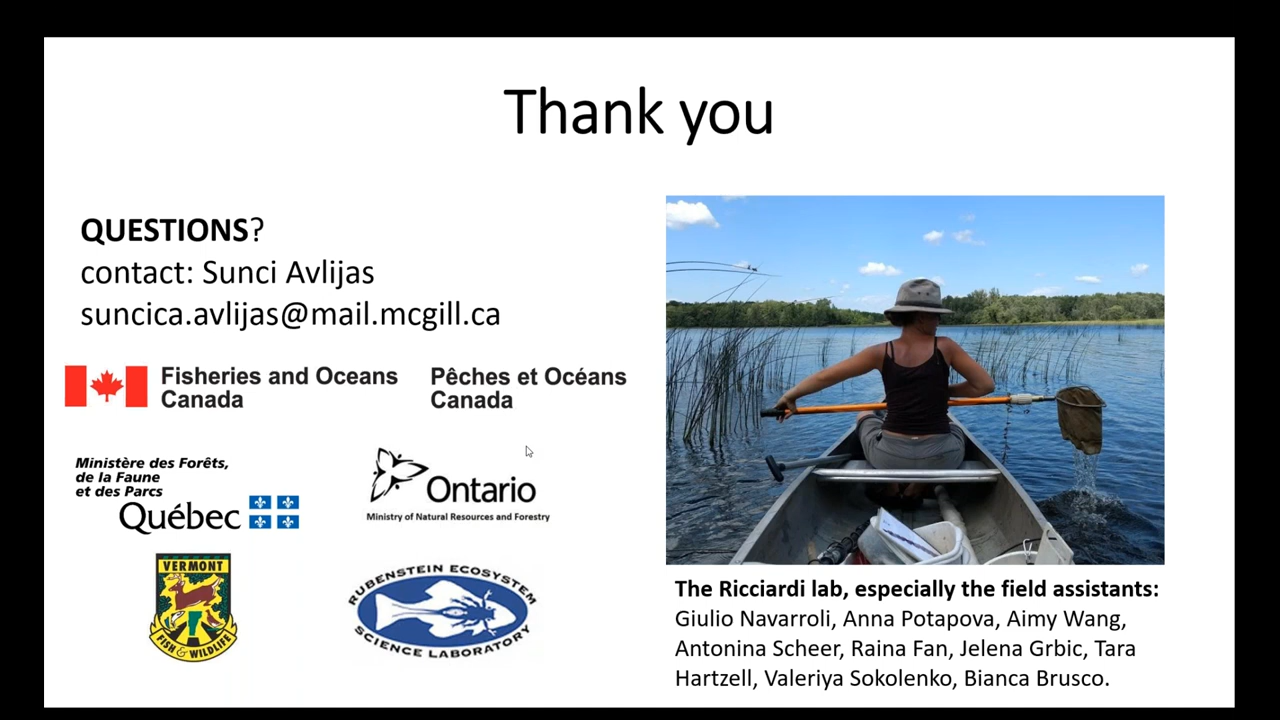 Thank you
QUESTIONS?
contact: Sunci Avlijas
suncica.avlijas@mail.mcgill.ca
Fisheries and Oceans
Canada
Pêches et Océans
Canada
Ministère des Forêts,
de la Faune
et des Parcs
Québec
Ontario
Ministry of Natural Resources and Forestry
VERMONT
FISH & WILDLIFE
RUBENSTEIN ECOSYSTEM
SCIENCE LABORATORY
The Ricciardi lab, especially the field assistants:
Giulio Navarroli, Anna Potapova, Aimy Wang,
Antonina Scheer, Raina Fan, Jelena Grbic, Tara
Hartzell, Valeriya Sokolenko, Bianca Brusco.